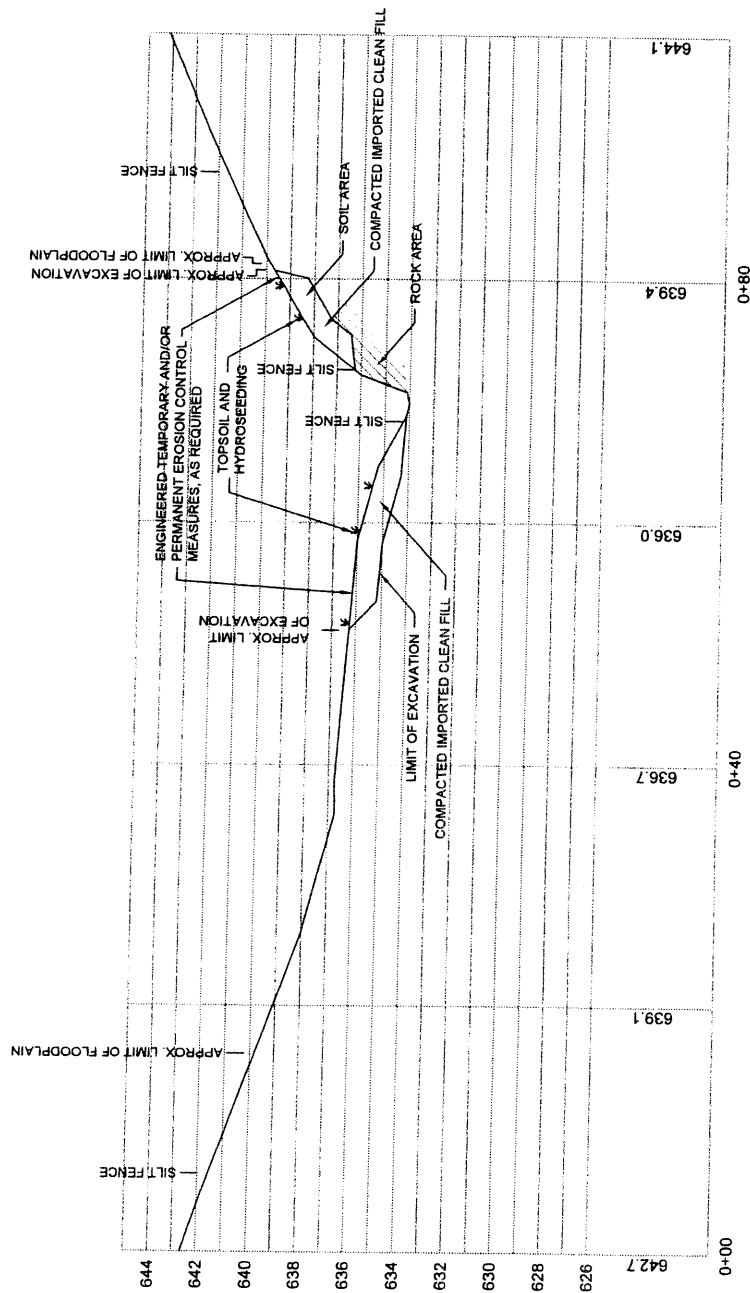 SILT FENCE
APPROX. LIMIT OF FLOODPLAIN
APPROX. LIMIT
OF EXCAVATION
ENGINEERED TEMPORARY AND/OR
PERMANENT EROSION CONTROL
MEASURES, AS REQUIRED
TOPSOIL AND
HYDROSEEDING
SILT FENCE
SILT FENCE
APPROX. LIMIT OF EXCAVATION
APPROX. LIMIT OF FLOODPLAIN
SILT FENCE
SOIL AREA
COMPACTED IMPORTED CLEAN FILL
ROCK AREA
LIMIT OF EXCAVATION
COMPACTED IMPORTED CLEAN FILL
644
642
640
638
636
634
632
630
628
626
642.7
639.1
636.7
636.0
639.4
644.1
0+00
0+40
0+80